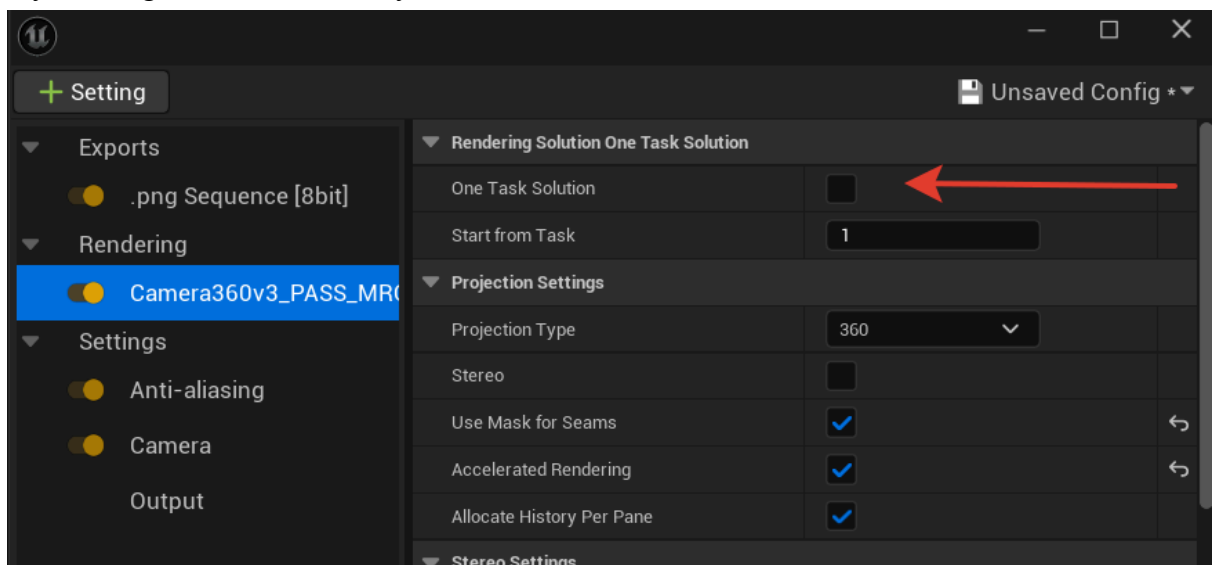 + Setting
Unsaved Config *
Exports
Rendering Solution One Task Solution
.png Sequence [8bit]
One Task Solution
Rendering
Start from Task 1
Camera360v3_PASS_MR
Projection Settings
Settings
Projection Type 360
Anti-aliasing
Stereo
Camera
Use Mask for Seams
Output
Accelerated Rendering
Allocate History Per Pane
Stereo Settings